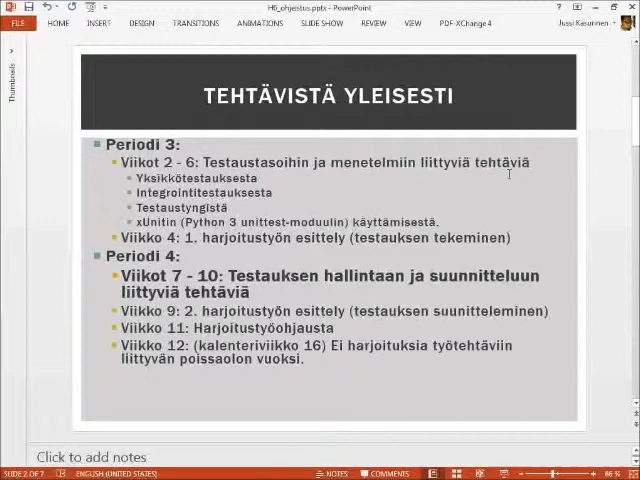 H6_ohjeistus.pptx - PowerPoint
FILE HOME INSERT DESIGN TRANSITIONS ANIMATIONS SLIDE SHOW REVIEW VIEW PDF-XChange 4 Jussi Kasurinen
Thumbnails
TEHTÄVISTÄ YLEISESTI
Periodi 3:
Viikot 2 - 6: Testaustasoihin ja menetelmiin liittyviä tehtäviä
Yksikkötestauksesta
Integrointitestauksesta
Testaustyngistä
xUnitin (Python 3 unittest-moduulin) käyttämisestä.
Viikko 4: 1. harjoitustyön esittely (testauksen tekeminen)
Periodi 4:
Viikot 7 - 10: Testauksen hallintaan ja suunnitteluun
liittyviä tehtäviä
Viikko 9: 2. harjoitustyön esittely (testauksen suunnitteleminen)
Viikko 11: Harjoitustyöohjausta
Viikko 12: (kalenteriviikko 16) Ei harjoituksia työtehtäviin
liittyvän poissaolon vuoksi.
Click to add notes
SLIDE 2 OF 7 ENGLISH (UNITED STATES) NOTES COMMENTS 86 %